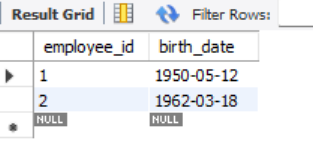 Result Grid Filter Rows:
employee_id birth_date
1 1950-05-12
2 1962-03-18
NULL NULL